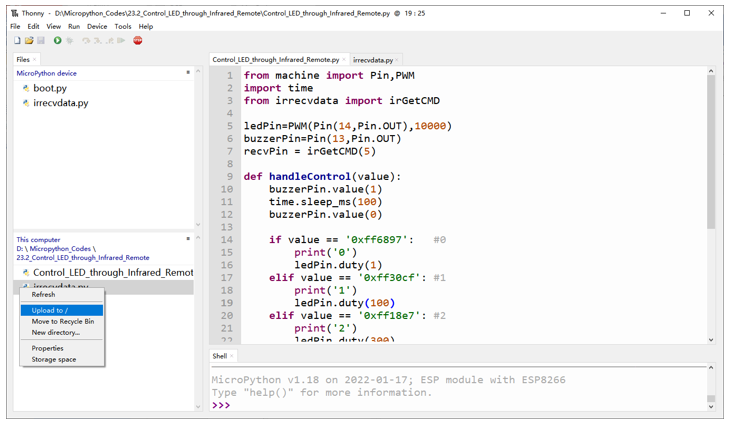 Thonny - D:\Micropython_Codes\23.2_Control_LED_through_Infrared_Remote\Control_LED_through_Infrared_Remote.py @ 19 : 25
File Edit View Run Device Tools Help
Files
MicroPython device
boot.py
irrecvdata.py
This computer
D: \ Micropython_Codes \
23.2_Control_LED_through_Infrared_Remote
Control_LED_through_Infrared_Remot
irrecvdata.py
Refresh
Upload to /
Move to Recycle Bin
New directory...
Properties
Storage space
Control_LED_through_Infrared_Remote.py
irrecvdata.py
1 from machine import Pin,PWM
2 import time
3 from irrecvdata import irGetCMD
4
5 ledPin=PWM(Pin(14,Pin.OUT),10000)
6 buzzerPin=Pin(13,Pin.OUT)
7 recvPin = irGetCMD(5)
8
9 def handleControl(value):
10 buzzerPin.value(1)
11 time.sleep_ms(100)
12 buzzerPin.value(0)
13
14 if value == '0xff6897': #0
15 print('0')
16 ledPin.duty(1)
17 elif value == '0xff30cf': #1
18 print('1')
19 ledPin.duty(100)
20 elif value == '0xff18e7': #2
21 print('2')
22 ledPin.duty(300)
Shell
MicroPython v1.18 on 2022-01-17; ESP module with ESP8266
Type "help()" for more information.
>>>